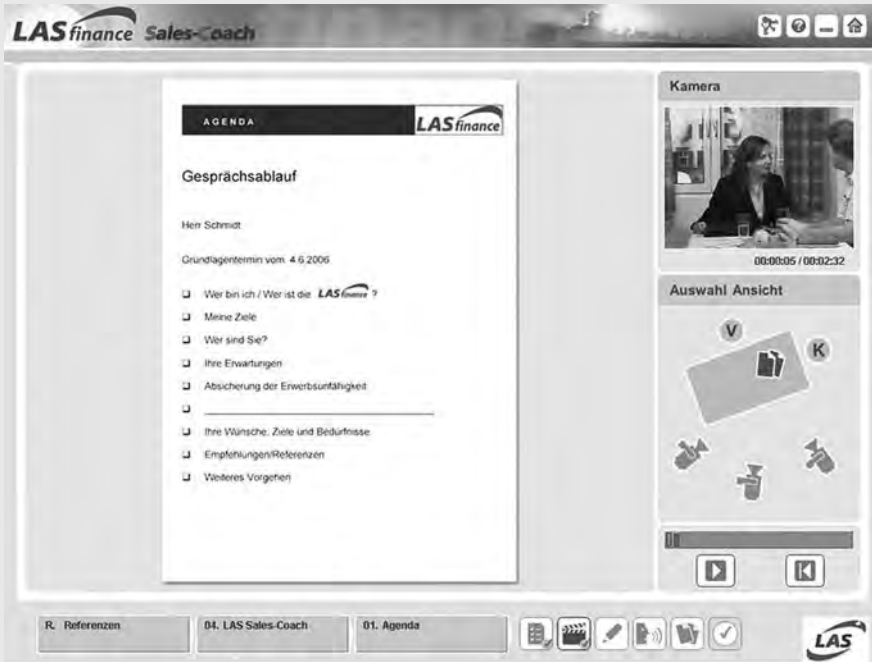 LAS finance Sales-Coach
AGENDA
LAS finance
Gesprächsablauf
Herr Schmidt
Grundlagentermin vom 4.6.2006
Wer bin ich / Wer ist die LAS finance ?
Meine Ziele
Wer sind Sie?
Ihre Erwartungen
Absicherung der Erwerbsunfähigkeit
Ihre Wünsche, Ziele und Bedürfnisse
Empfehlungen/Referenzen
Weiteres Vorgehen
Kamera
00:00:05 / 00:02:32
Auswahl Ansicht
V
K
R. Referenzen
04. LAS Sales-Coach
01. Agenda
LAS